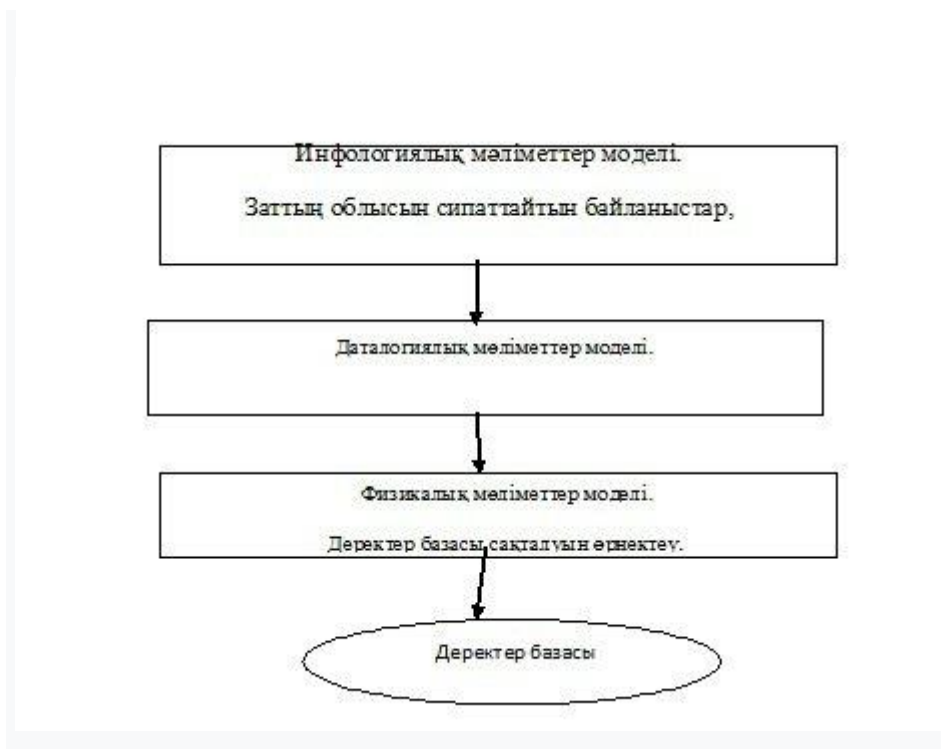 Инфологиялық мәліметтер моделі.
Заттың облысын сипаттайтын байланыстар,
Даталогиялық мәліметтер моделі.
Физикалық мәліметтер моделі.
Деректер базасы сақталуын өрнектеу.
Деректер базасы